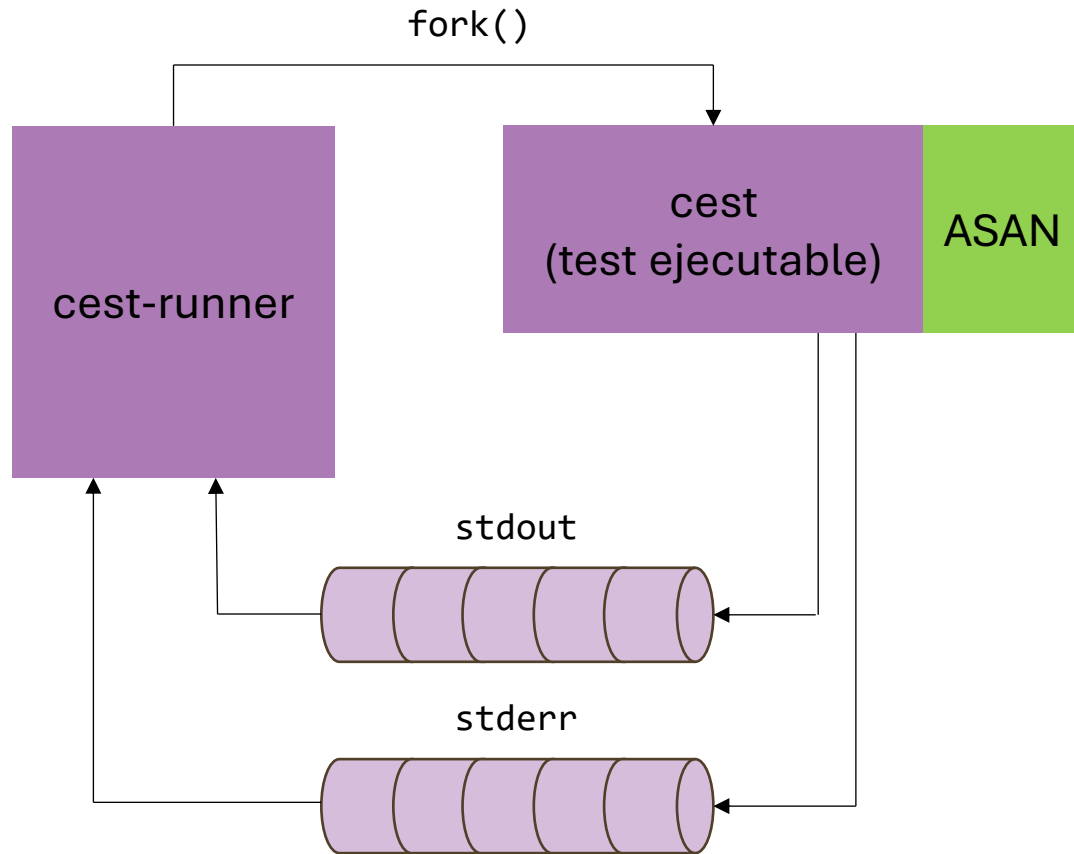 fork()
cest-runner
cest
(test ejecutable)
ASAN
stdout
stderr